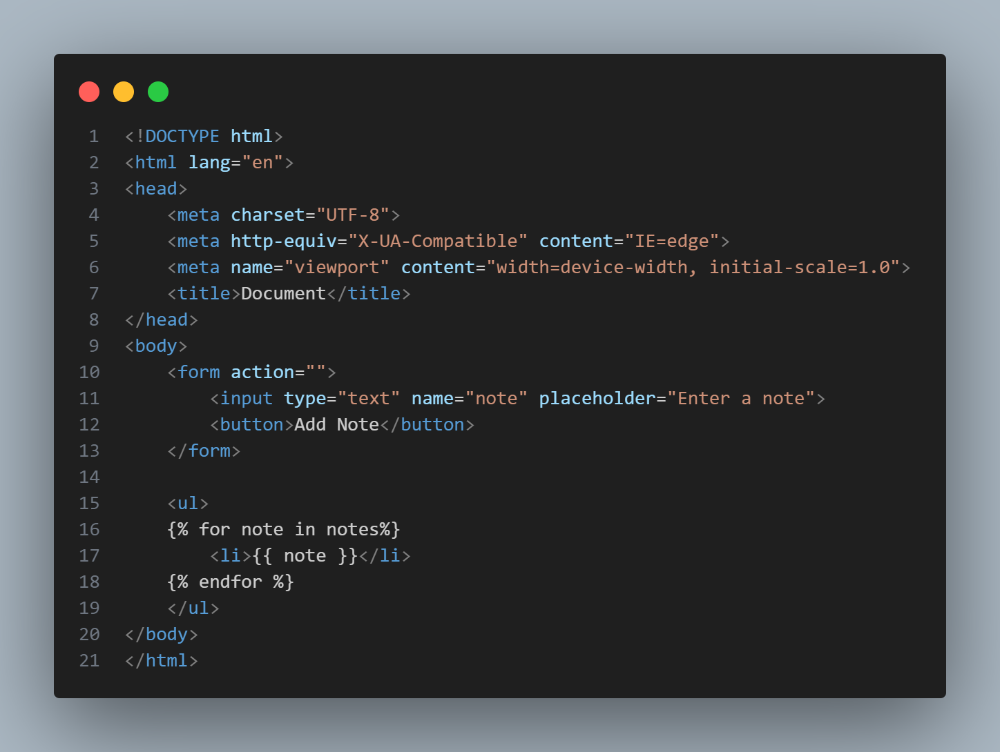 1 <!DOCTYPE html>
2 <html lang="en">
3 <head>
4     <meta charset="UTF-8">
5     <meta http-equiv="X-UA-Compatible" content="IE=edge">
6     <meta name="viewport" content="width=device-width, initial-scale=1.0">
7     <title>Document</title>
8 </head>
9 <body>
10     <form action="">
11         <input type="text" name="note" placeholder="Enter a note">
12         <button>Add Note</button>
13     </form>
14
15     <ul>
16     {% for note in notes%}
17         <li>{{ note }}</li>
18     {% endfor %}
19     </ul>
20 </body>
21 </html>